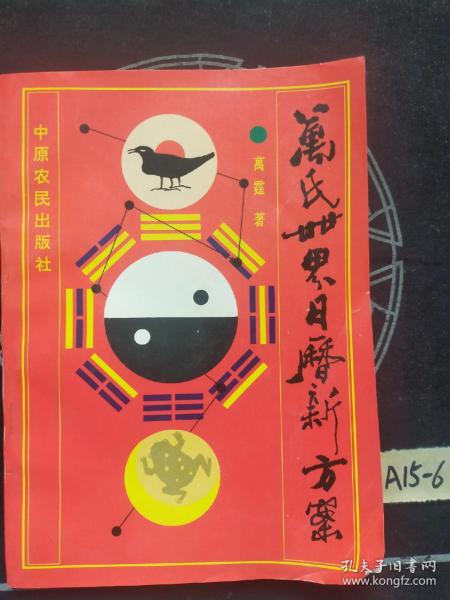 萬氏世界日曆新方案
萬霆著
中原农民出版社
A15-6
孔夫子旧书网
www.kongfz.com